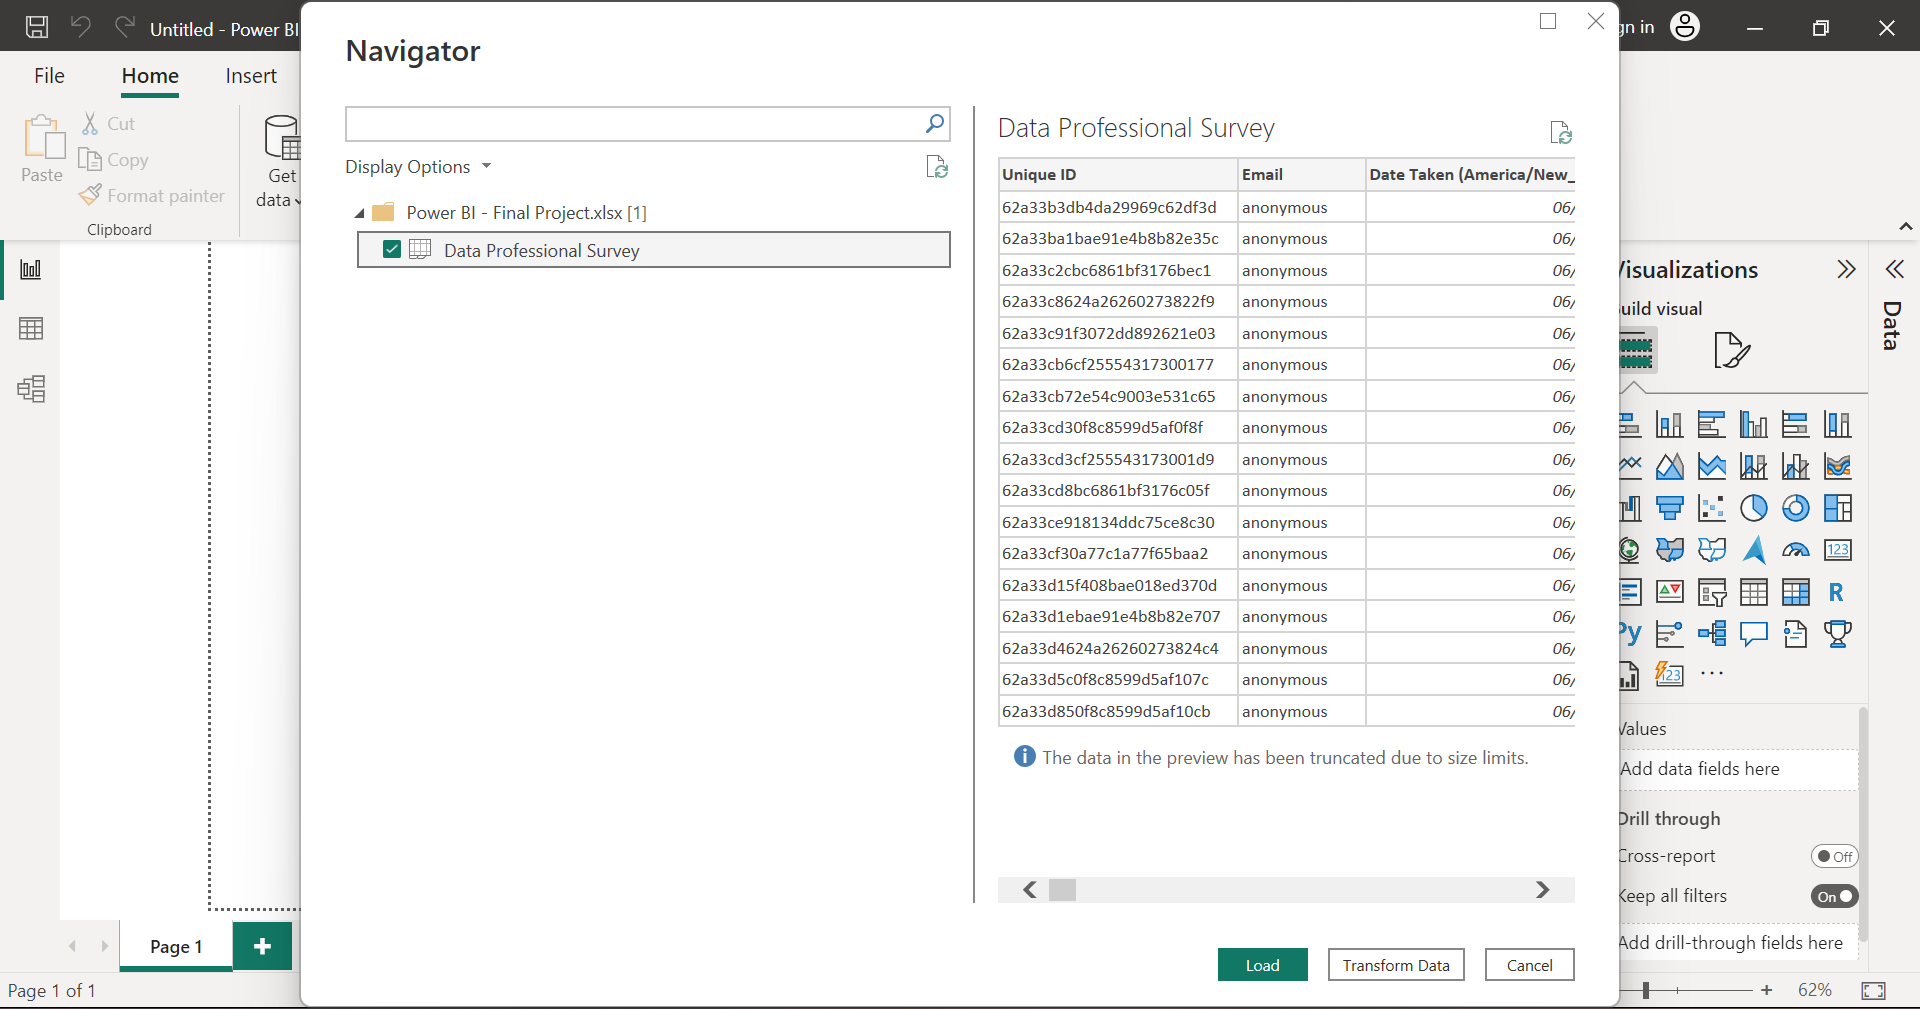 Untitled - Power BI
Sign in
File
Home
Insert
Paste
Cut
Copy
Format painter
Clipboard
Get
data
Navigator
Display Options
Power BI - Final Project.xlsx [1]
Data Professional Survey
Data Professional Survey
Unique ID Email Date Taken (America/New_
62a33b3db4da29969c62df3d anonymous 06/
62a33ba1bae91e4b8b82e35c anonymous 06/
62a33c2cbc6861bf3176bec1 anonymous 06/
62a33c8624a26260273822f9 anonymous 06/
62a33c91f3072dd892621e03 anonymous 06/
62a33cb6cf25554317300177 anonymous 06/
62a33cb72e54c9003e531c65 anonymous 06/
62a33cd30f8c8599d5af0f8f anonymous 06/
62a33cd3cf255543173001d9 anonymous 06/
62a33cd8bc6861bf3176c05f anonymous 06/
62a33ce918134ddc75ce8c30 anonymous 06/
62a33cf30a77c1a77f65baa2 anonymous 06/
62a33d15f408bae018ed370d anonymous 06/
62a33d1ebae91e4b8b82e707 anonymous 06/
62a33d4624a26260273824c4 anonymous 06/
62a33d5c0f8c8599d5af107c anonymous 06/
62a33d850f8c8599d5af10cb anonymous 06/
The data in the preview has been truncated due to size limits.
Load
Transform Data
Cancel
Visualizations
Build visual
Data
123
R
Py
123
Values
Add data fields here
Drill through
Cross-report
Off
Keep all filters
On
Add drill-through fields here
Page 1
Page 1 of 1
62%